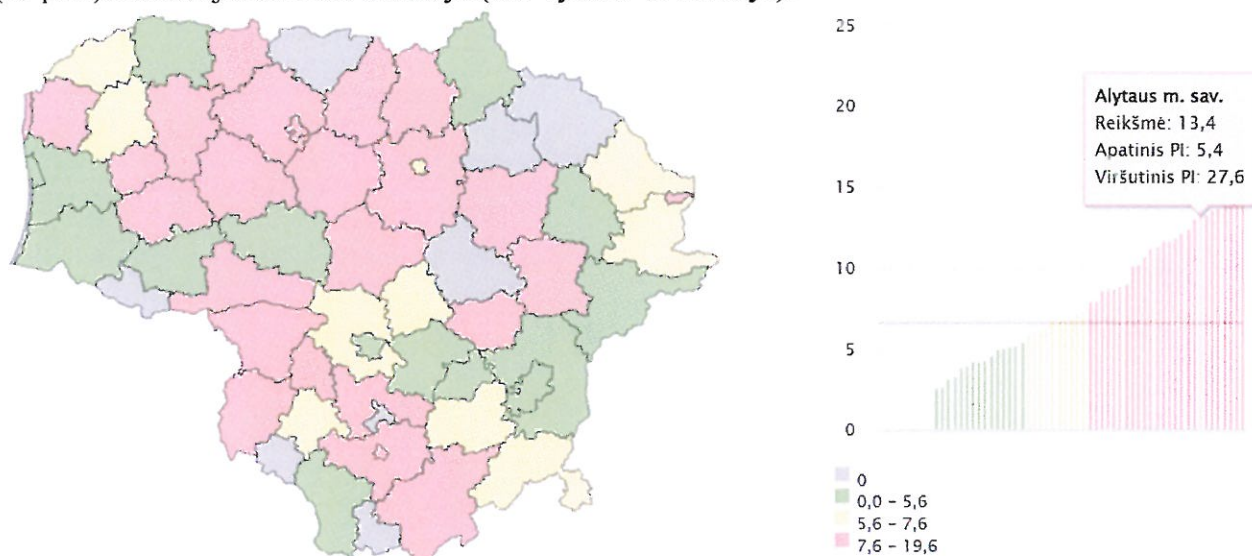 25
20
15
10
5
0
Alytaus m. sav.
Reikšmė: 13,4
Apatinis PI: 5,4
Viršutinis PI: 27,6
0
0,0 – 5,6
5,6 – 7,6
7,6 – 19,6